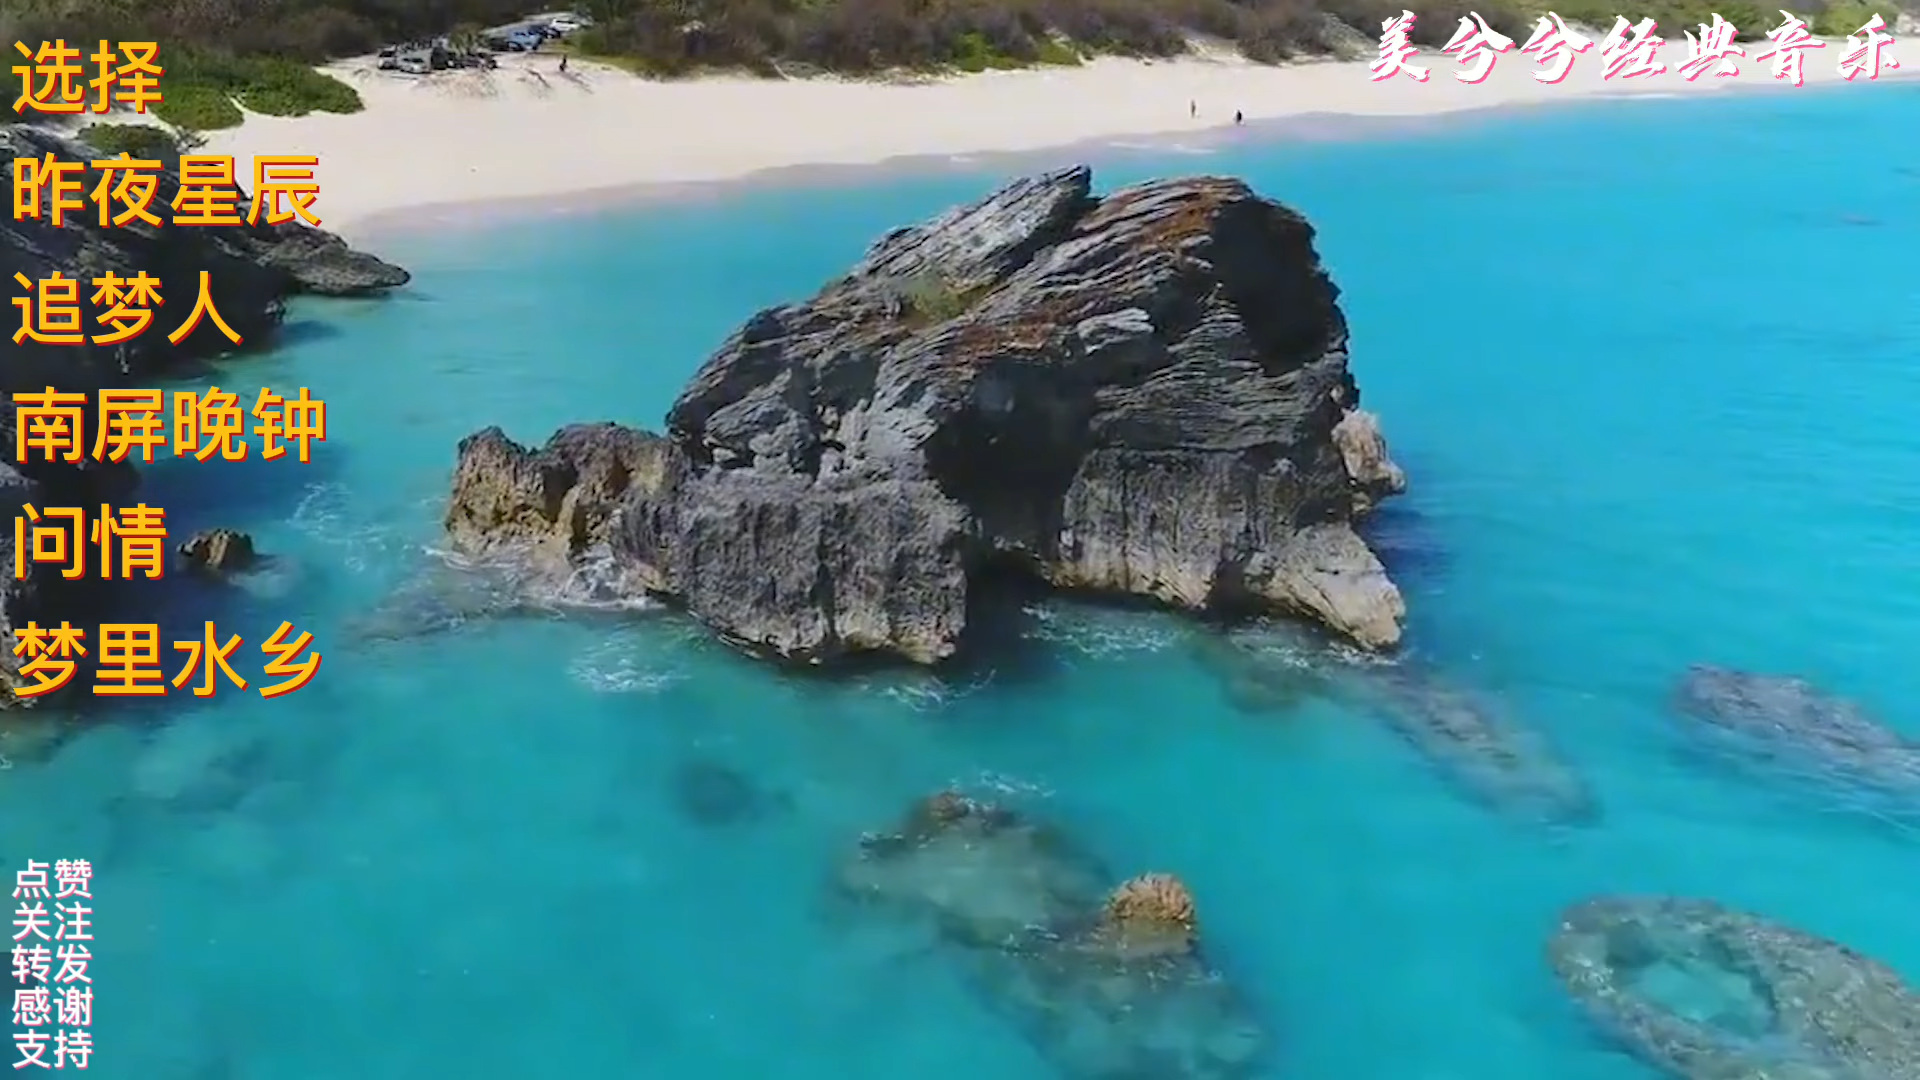 美兮兮经典音乐
选择
昨夜星辰
追梦人
南屏晚钟
问情
梦里水乡
点赞
关注
转发
感谢
支持